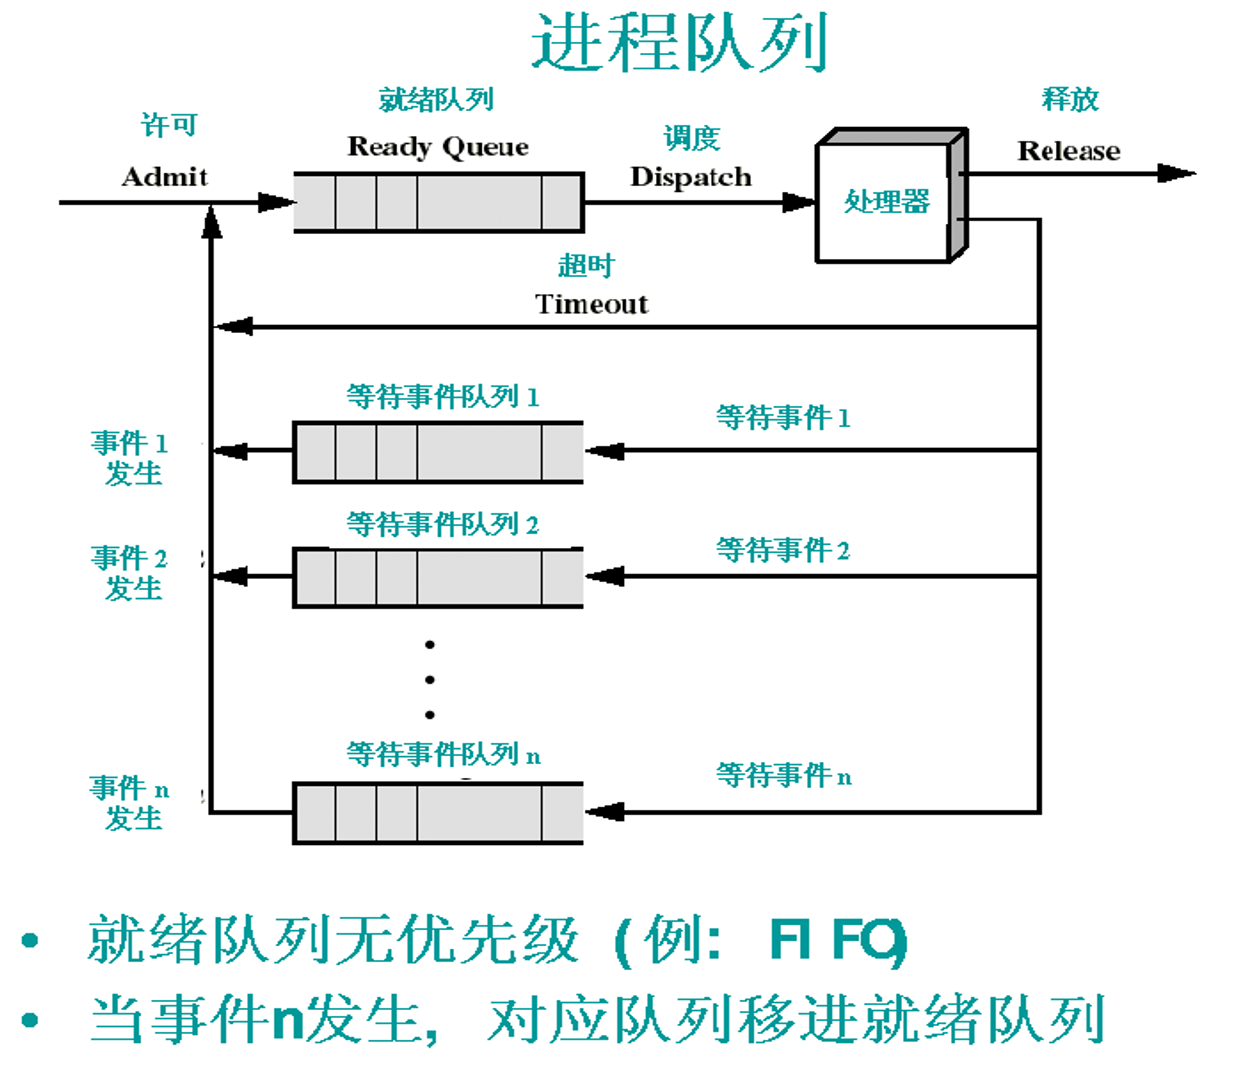 进程队列
许可
Admit
就绪队列
Ready Queue
调度
Dispatch
处理器
释放
Release
超时
Timeout
等待事件队列 1
等待事件 1
事件 1
发生
等待事件队列 2
等待事件 2
事件 2
发生
等待事件队列 n
等待事件 n
事件 n
发生
• 就绪队列无优先级（例： FIFO）
• 当事件n发生，对应队列移进就绪队列